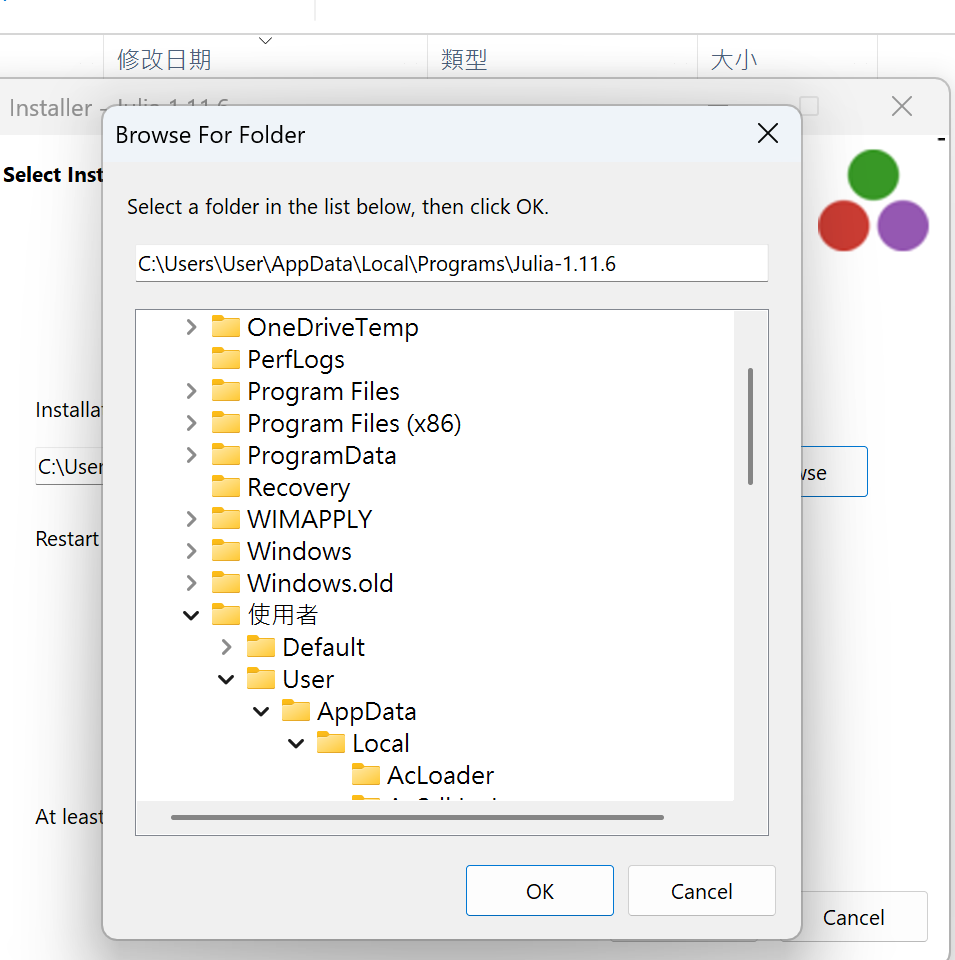 修改日期 類型 大小
Installer - Julia 1.11.6
Browse For Folder
Select Inst
Select a folder in the list below, then click OK.
C:\Users\User\AppData\Local\Programs\Julia-1.11.6
OneDriveTemp
PerfLogs
Program Files
Installa
Program Files (x86)
ProgramData
C:\User
wse
Recovery
WIMAPPLY
Restart
Windows
Windows.old
使用者
Default
User
AppData
Local
AcLoader
At least
OK Cancel
Cancel